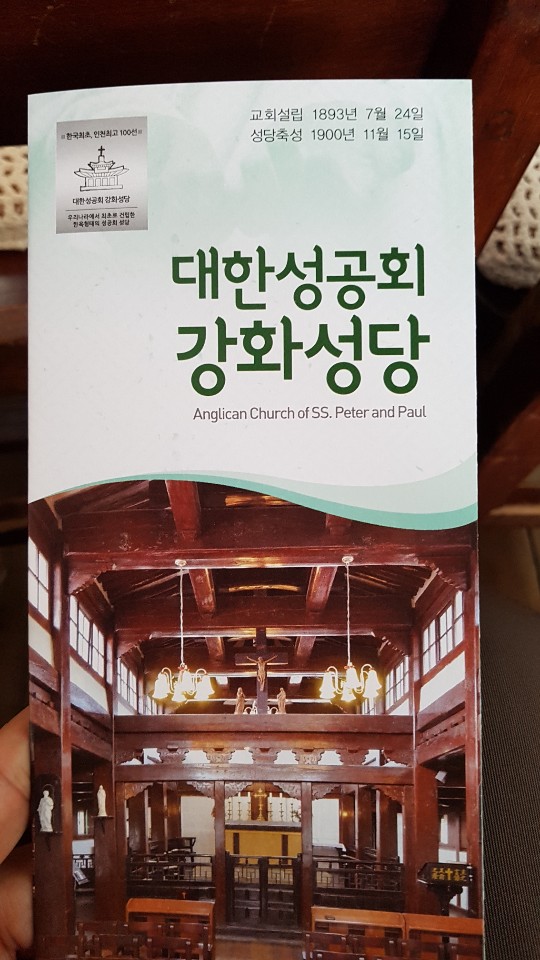 교회설립 1893년 7월 24일
성당축성 1900년 11월 15일
한국최초, 인천최고 100선
대한성공회 강화성당
우리나라에서 최초로 건립한
한옥형태의 성공회 성당
대한성공회
강화성당
Anglican Church of SS. Peter and Paul